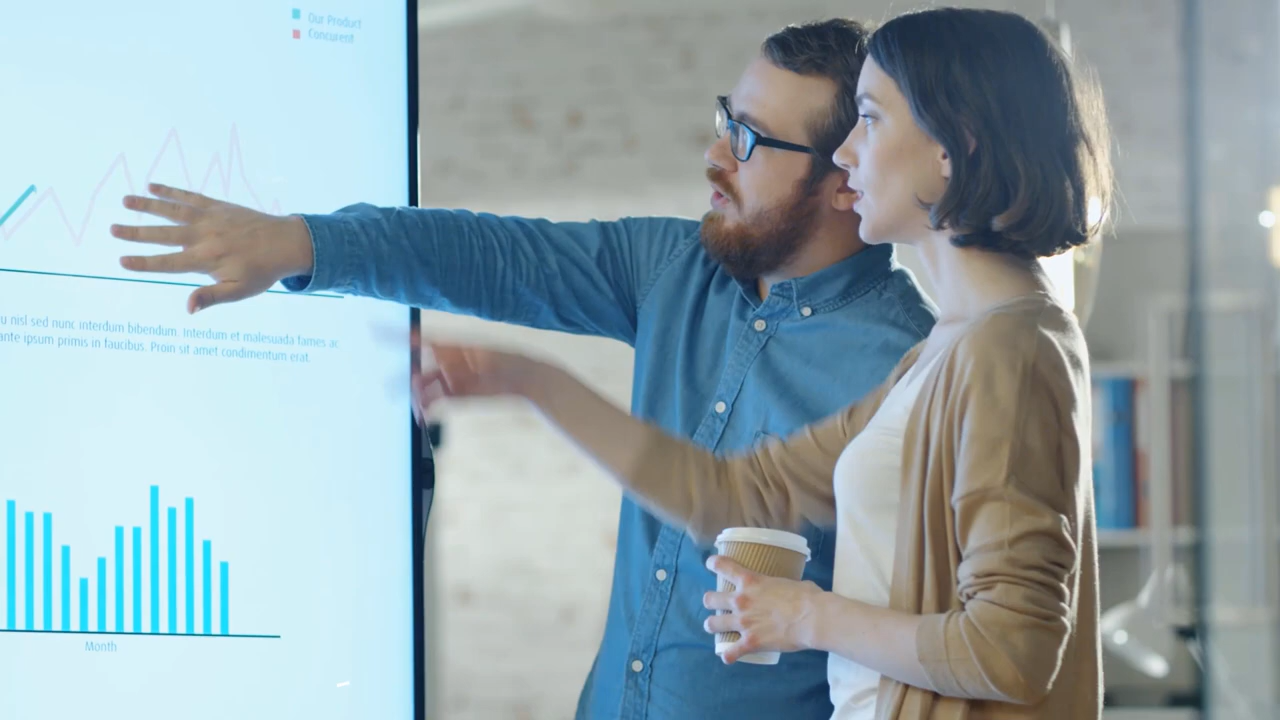 Our Product
Concurent
u nisl sed nunc interdum bibendum. Interdum et malesuada fames ac
ante ipsum primis in faucibus. Proin sit amet condimentum erat.
Month